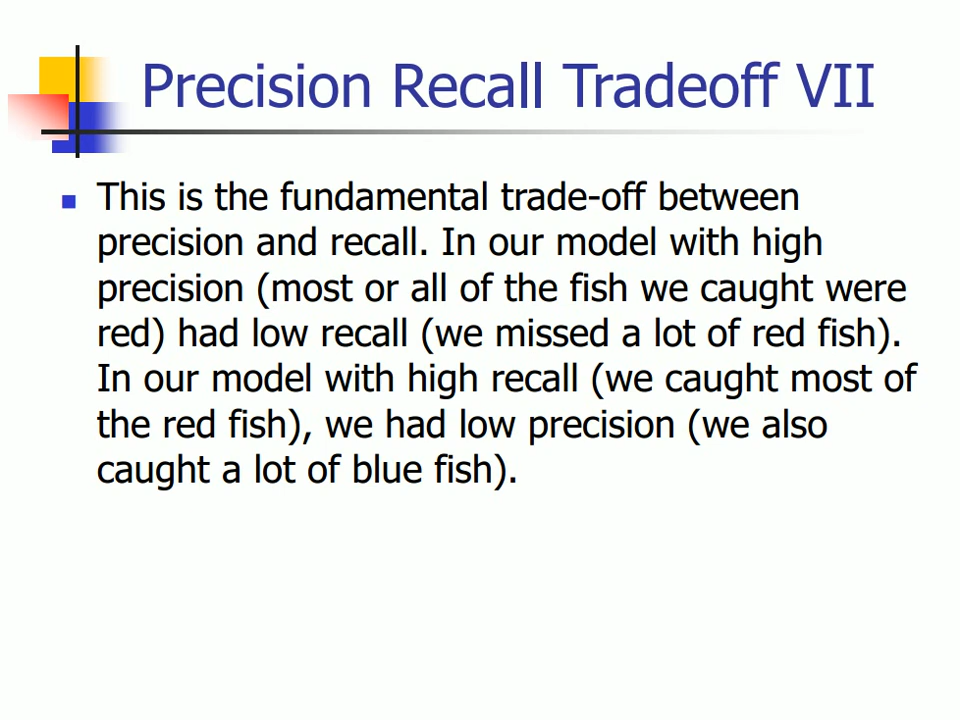 Precision Recall Tradeoff VII
This is the fundamental trade-off between
precision and recall. In our model with high
precision (most or all of the fish we caught were
red) had low recall (we missed a lot of red fish).
In our model with high recall (we caught most of
the red fish), we had low precision (we also
caught a lot of blue fish).